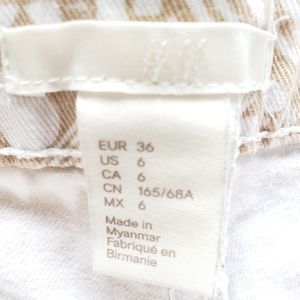 EUR 36
US 6
CA 6
CN 165/68A
MX 6
Made in
Myanmar
Fabriqué en
Birmanie